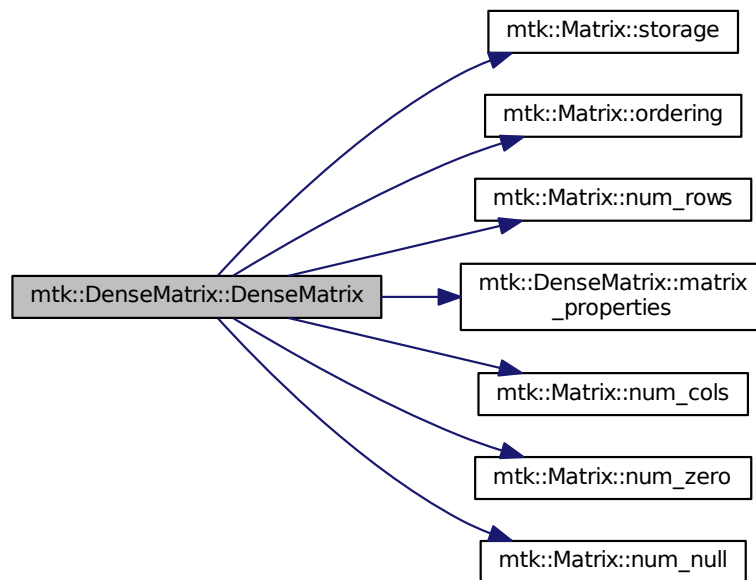 mtk::Matrix::storage
mtk::Matrix::ordering
mtk::Matrix::num_rows
mtk::DenseMatrix::DenseMatrix
mtk::DenseMatrix::matrix
_properties
mtk::Matrix::num_cols
mtk::Matrix::num_zero
mtk::Matrix::num_null